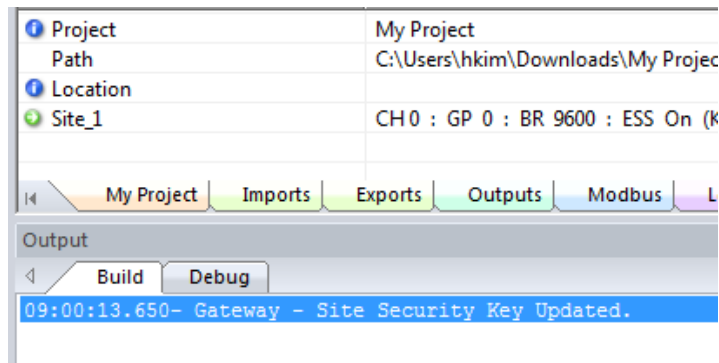 Project My Project
Path C:\Users\hkim\Downloads\My Projec
Location
Site_1 CH 0 : GP 0 : BR 9600 : ESS On (K
My Project Imports Exports Outputs Modbus L
Output
Build Debug
09:00:13.650- Gateway - Site Security Key Updated.